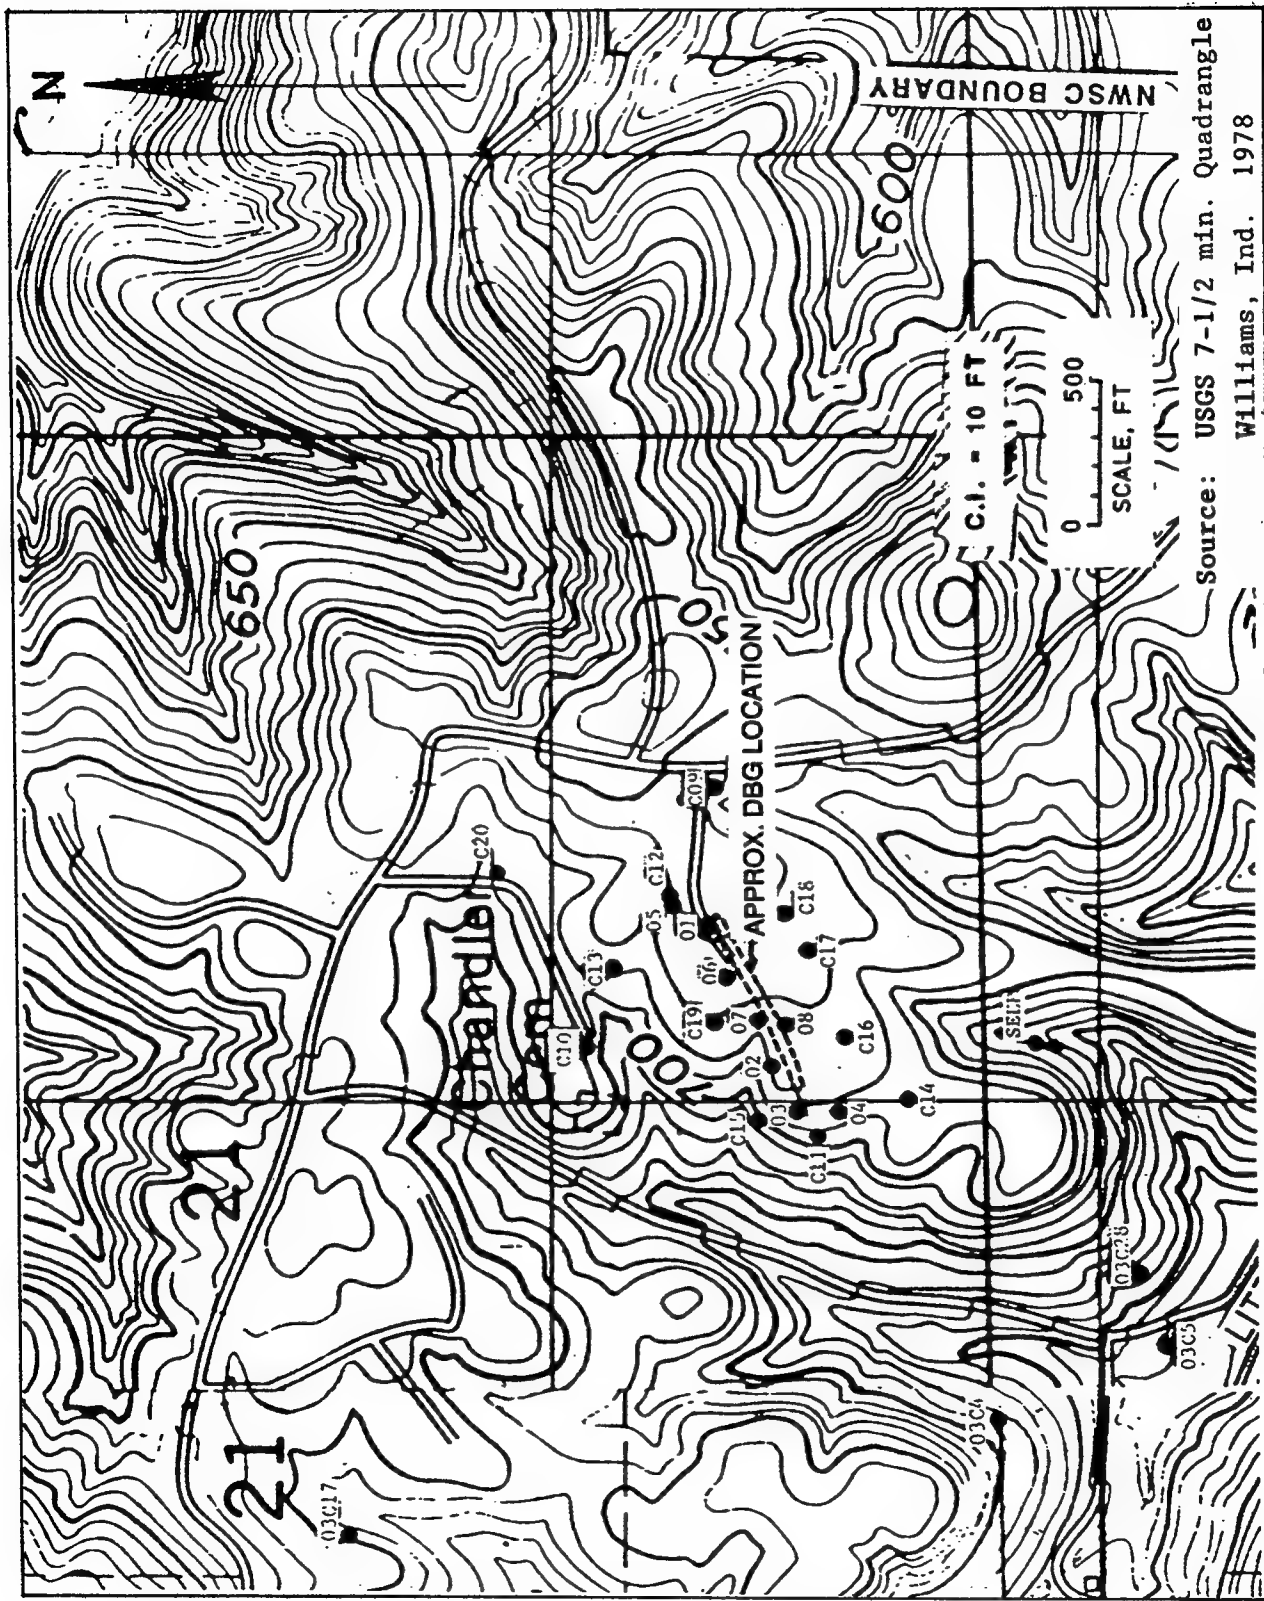 N
NWSC BOUNDARY
600
650
50
700
21
21
Chandler
Cem
C20
C10
C13
C12
05
01
C09
06
C19
07
08
02
C18
C17
C16
03
04
C11
C14
APPROX. DBG LOCATION
03C17
03C4
03C5
03C28
C.I. = 10 FT
0 500
SCALE, FT
Source: USGS 7-1/2 min. Quadrangle
Williams, Ind. 1978